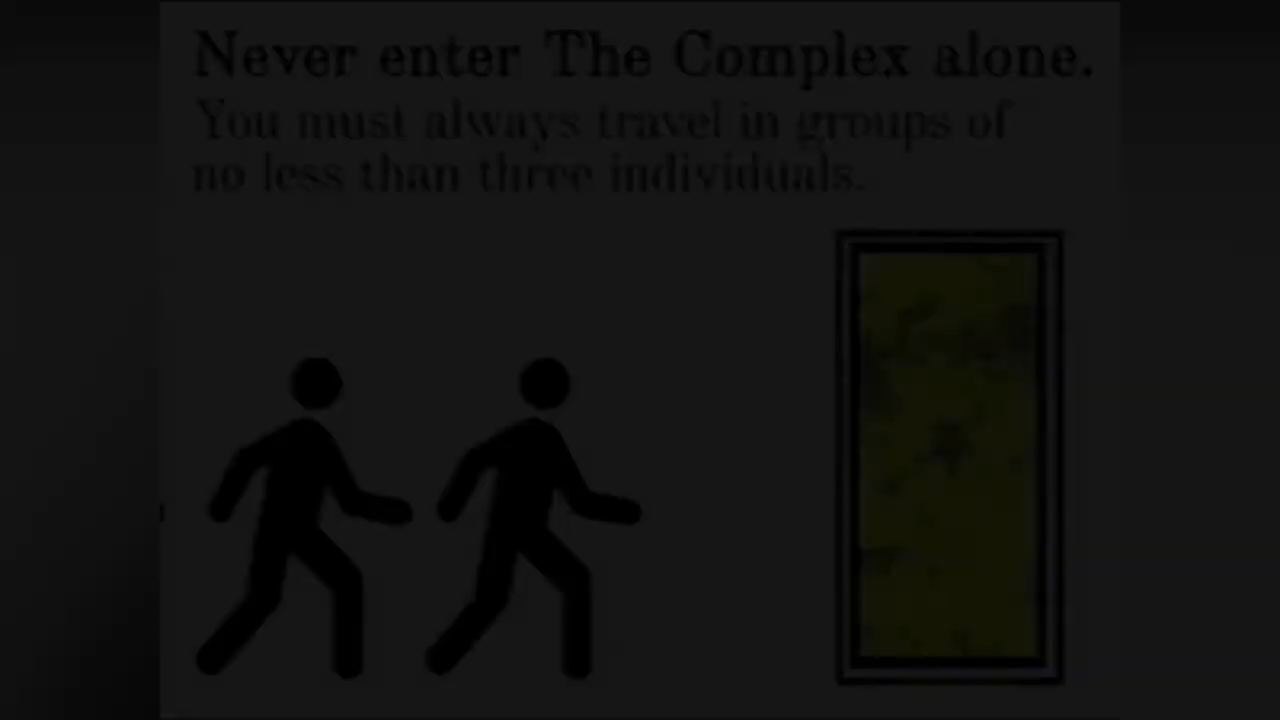 Never enter The Complex alone.
You must always travel in groups of
no less than three individuals.